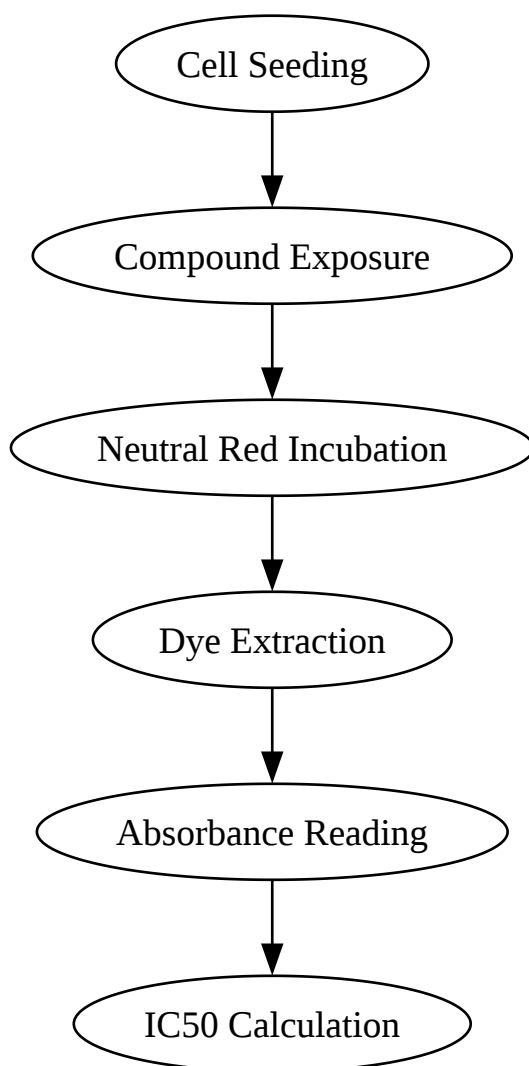 Cell Seeding
Compound Exposure
Neutral Red Incubation
Dye Extraction
Absorbance Reading
IC50 Calculation